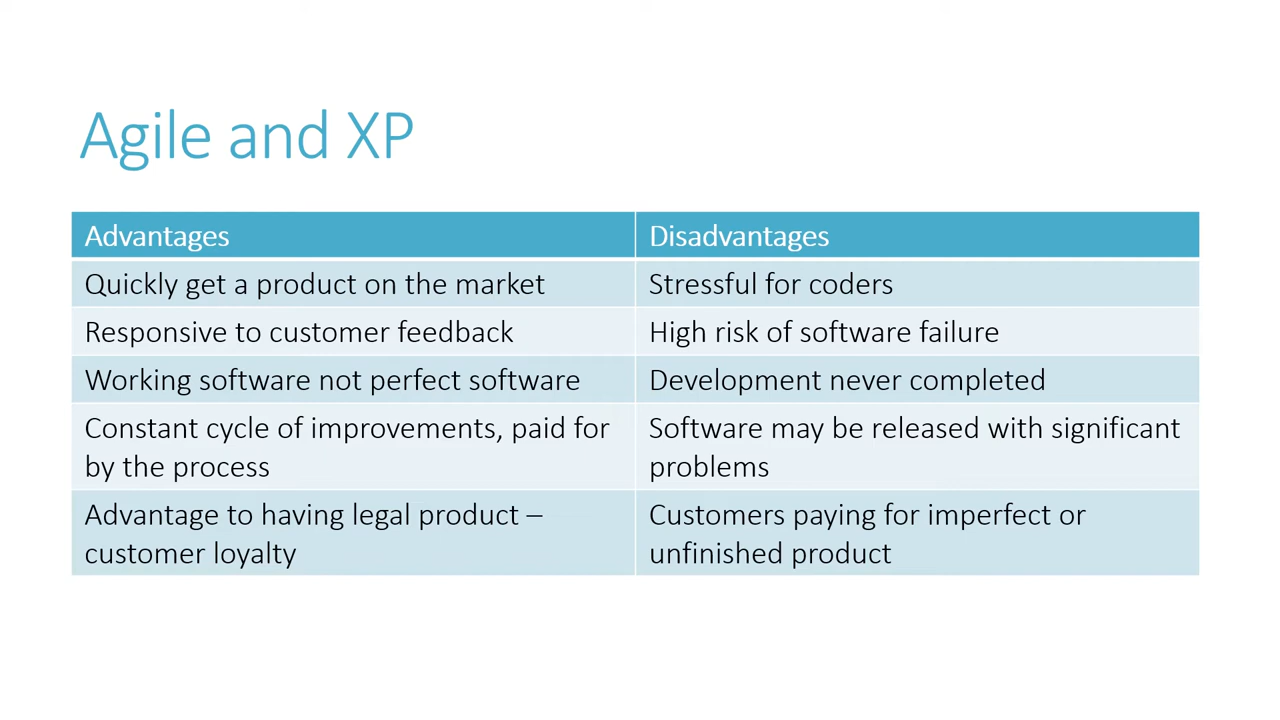 Agile and XP
Advantages
Disadvantages
Quickly get a product on the market
Stressful for coders
Responsive to customer feedback
High risk of software failure
Working software not perfect software
Development never completed
Constant cycle of improvements, paid for
by the process
Software may be released with significant
problems
Advantage to having legal product –
customer loyalty
Customers paying for imperfect or
unfinished product